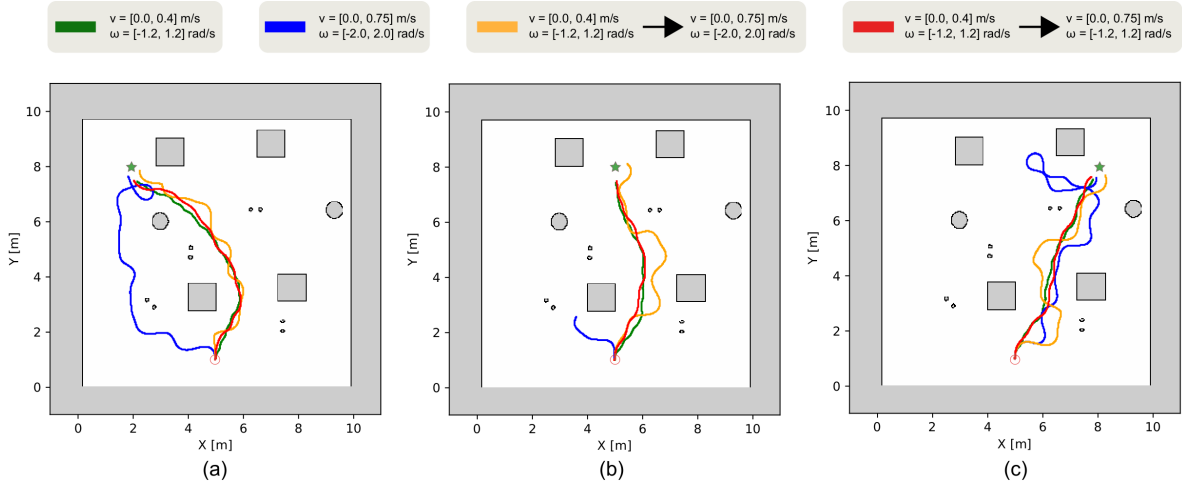 v = [0.0, 0.4] m/s
ω = [-1.2, 1.2] rad/s
v = [0.0, 0.75] m/s
ω = [-2.0, 2.0] rad/s
v = [0.0, 0.4] m/s
ω = [-1.2, 1.2] rad/s
v = [0.0, 0.75] m/s
ω = [-2.0, 2.0] rad/s
v = [0.0, 0.4] m/s
ω = [-1.2, 1.2] rad/s
v = [0.0, 0.75] m/s
ω = [-1.2, 1.2] rad/s
Y [m]
10
8
6
4
2
0
0 2 4 6 8 10
X [m]
(a)
Y [m]
10
8
6
4
2
0
0 2 4 6 8 10
X [m]
(b)
Y [m]
10
8
6
4
2
0
0 2 4 6 8 10
X [m]
(c)